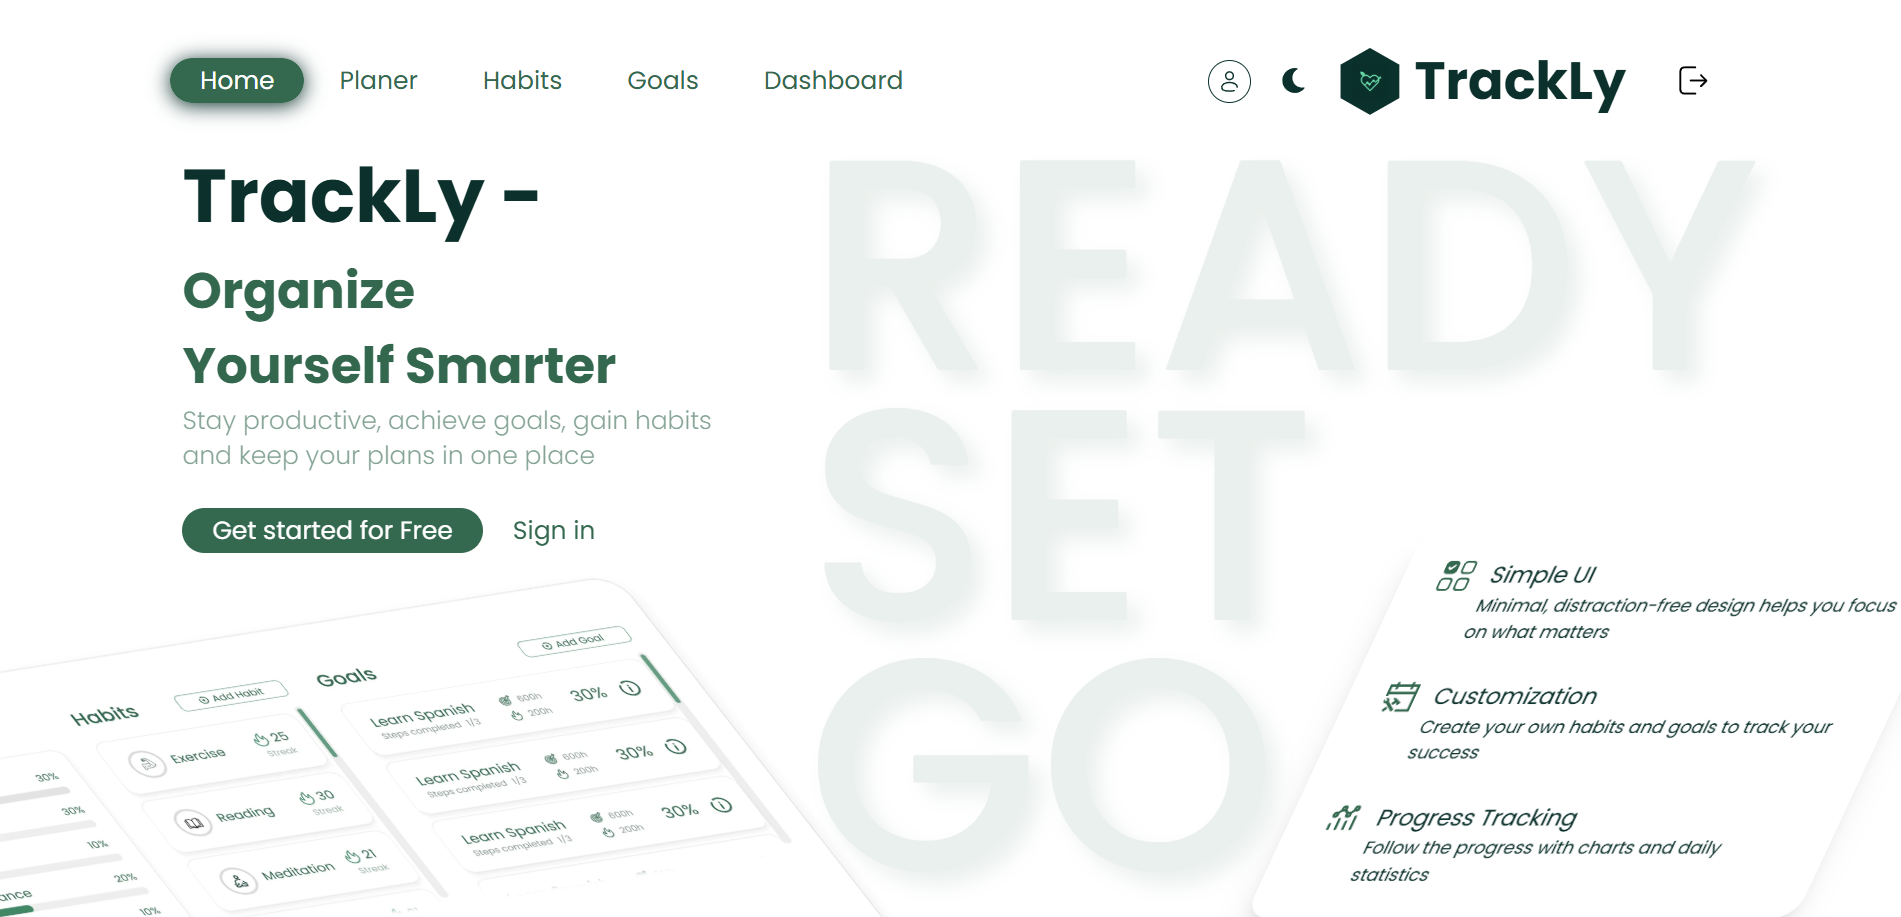 Home Planer Habits Goals Dashboard TrackLy
TrackLy -
Organize
Yourself Smarter
Stay productive, achieve goals, gain habits
and keep your plans in one place
Get started for Free Sign in
READY
SET
GO
Habits
Add Habit
Goals
Add Goal
30%
30%
10%
20%
10%
Exercise
25
Streak
Reading
30
Streak
Meditation
21
Streak
Learn Spanish
Steps completed 1/3
600h
200h
30%
Learn Spanish
Steps completed 1/3
600h
200h
30%
Learn Spanish
Steps completed 1/3
600h
200h
30%
Simple UI
Minimal, distraction-free design helps you focus
on what matters
Customization
Create your own habits and goals to track your
success
Progress Tracking
Follow the progress with charts and daily
statistics